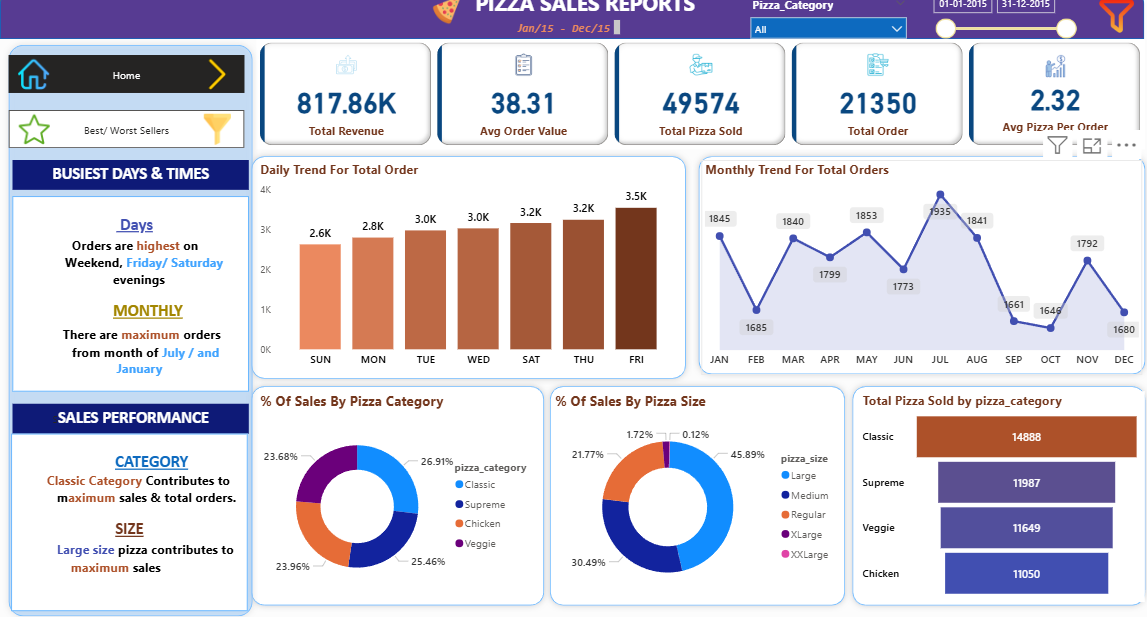 PIZZA SALES REPORTS
Jan/15 - Dec/15
Pizza_Category
All
01-01-2015
31-12-2015
Home
Best/ Worst Sellers
BUSIEST DAYS & TIMES
Days
Orders are highest on
Weekend, Friday/ Saturday
evenings
MONTHLY
There are maximum orders
from month of July / and
January
SALES PERFORMANCE
CATEGORY
Classic Category Contributes to
maximum sales & total orders.
SIZE
Large size pizza contributes to
maximum sales
817.86K
Total Revenue
38.31
Avg Order Value
49574
Total Pizza Sold
21350
Total Order
2.32
Avg Pizza Per Order
Daily Trend For Total Order
4K
3K
2K
1K
0K
2.6K
2.8K
3.0K
3.0K
3.2K
3.2K
3.5K
SUN MON TUE WED SAT THU FRI
Monthly Trend For Total Orders
1845
1685
1840
1799
1853
1773
1935
1841
1661
1646
1792
1680
JAN FEB MAR APR MAY JUN JUL AUG SEP OCT NOV DEC
% Of Sales By Pizza Category
26.91%
25.46%
23.96%
23.68%
pizza_category
Classic
Supreme
Chicken
Veggie
% Of Sales By Pizza Size
45.89%
30.49%
21.77%
1.72%
0.12%
pizza_size
Large
Medium
Regular
XLarge
XXLarge
Total Pizza Sold by pizza_category
Classic 14888
Supreme 11987
Veggie 11649
Chicken 11050